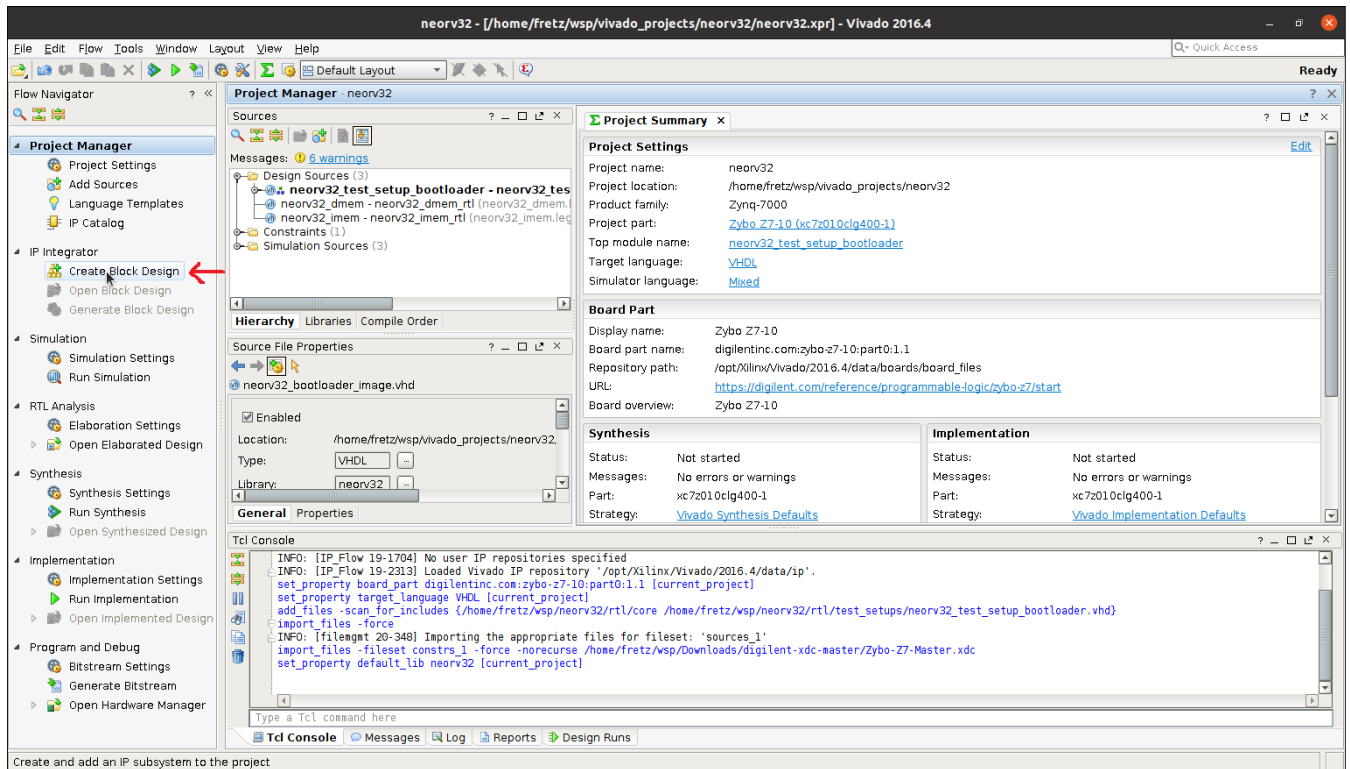 neorv32 - [/home/fretz/wsp/vivado_projects/neorv32/neorv32.xpr] - Vivado 2016.4
File Edit Flow Tools Window Layout View Help
Quick Access
Default Layout
Ready
Flow Navigator
Project Manager
Project Settings
Add Sources
Language Templates
IP Catalog
IP Integrator
Create Block Design
Open Block Design
Generate Block Design
Simulation
Simulation Settings
Run Simulation
RTL Analysis
Elaboration Settings
Open Elaborated Design
Synthesis
Synthesis Settings
Run Synthesis
Open Synthesized Design
Implementation
Implementation Settings
Run Implementation
Open Implemented Design
Program and Debug
Bitstream Settings
Generate Bitstream
Open Hardware Manager
Project Manager - neorv32
Sources
Messages: 6 warnings
Design Sources (3)
neorv32_test_setup_bootloader - neorv32_tes
neorv32_dmem - neorv32_dmem_rtl (neorv32_dmem.l
neorv32_imem - neorv32_imem_rtl (neorv32_imem.leg
Constraints (1)
Simulation Sources (3)
Hierarchy Libraries Compile Order
Source File Properties
neorv32_bootloader_image.vhd
Enabled
Location: /home/fretz/wsp/vivado_projects/neorv32,
Type: VHDL ...
Library: neorv32 ...
General Properties
Project Summary
Project Settings Edit
Project name: neorv32
Project location: /home/fretz/wsp/vivado_projects/neorv32
Product family: Zynq-7000
Project part: Zybo Z7-10 (xc7z010clg400-1)
Top module name: neorv32_test_setup_bootloader
Target language: VHDL
Simulator language: Mixed
Board Part
Display name: Zybo Z7-10
Board part name: digilentinc.com:zybo-z7-10:part0:1.1
Repository path: /opt/Xilinx/Vivado/2016.4/data/boards/board_files
URL: https://digilent.com/reference/programmable-logic/zybo-z7/start
Board overview: Zybo Z7-10
Synthesis
Status: Not started
Messages: No errors or warnings
Part: xc7z010clg400-1
Strategy: Vivado Synthesis Defaults
Implementation
Status: Not started
Messages: No errors or warnings
Part: xc7z010clg400-1
Strategy: Vivado Implementation Defaults
Tcl Console
INFO: [IP_Flow 19-1704] No user IP repositories specified
INFO: [IP_Flow 19-2313] Loaded Vivado IP repository '/opt/Xilinx/Vivado/2016.4/data/ip'.
set_property board_part digilentinc.com:zybo-z7-10:part0:1.1 [current_project]
set_property target_language VHDL [current_project]
add_files -scan_for_includes {/home/fretz/wsp/neorv32/rtl/core /home/fretz/wsp/neorv32/rtl/test_setups/neorv32_test_setup_bootloader.vhd}
import_files -force
INFO: [filemgmt 20-348] Importing the appropriate files for fileset: 'sources_1'
import_files -fileset constrs_1 -force -norecurse /home/fretz/wsp/Downloads/digilent-xdc-master/Zybo-Z7-Master.xdc
set_property default_lib neorv32 [current_project]
Type a Tcl command here
Tcl Console Messages Log Reports Design Runs
Create and add an IP subsystem to the project